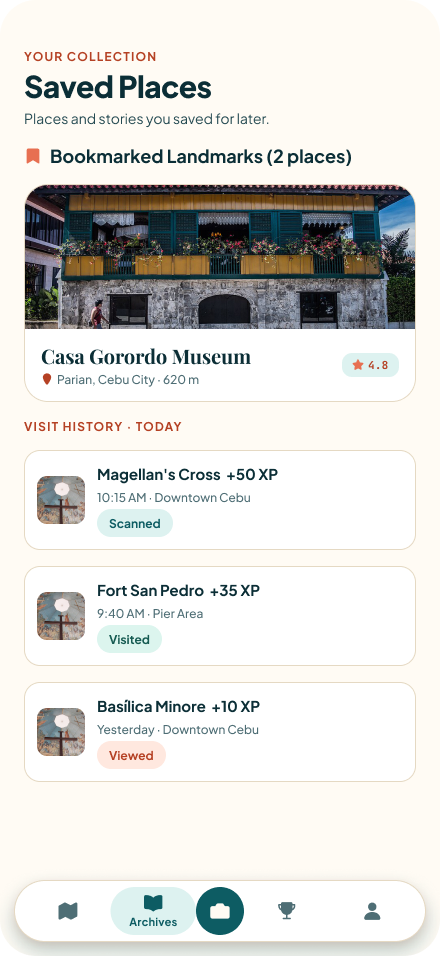 YOUR COLLECTION
Saved Places
Places and stories you saved for later.
Bookmarked Landmarks (2 places)
Casa Gorordo Museum
Parian, Cebu City · 620 m
4.8
VISIT HISTORY · TODAY
Magellan's Cross +50 XP
10:15 AM · Downtown Cebu
Scanned
Fort San Pedro +35 XP
9:40 AM · Pier Area
Visited
Basílica Minore +10 XP
Yesterday · Downtown Cebu
Viewed
Archives